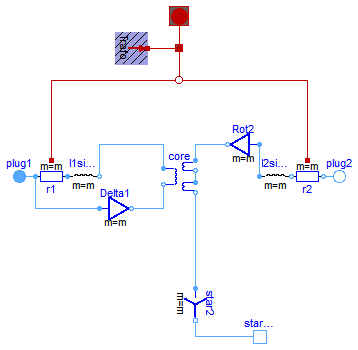 Trafo
Rot2
plug1
m=m
r1
l1si...
m=m
core
m=m
l2si...
m=m
m=m
r2
plug2
Delta1
m=m
m=m
star2
star...